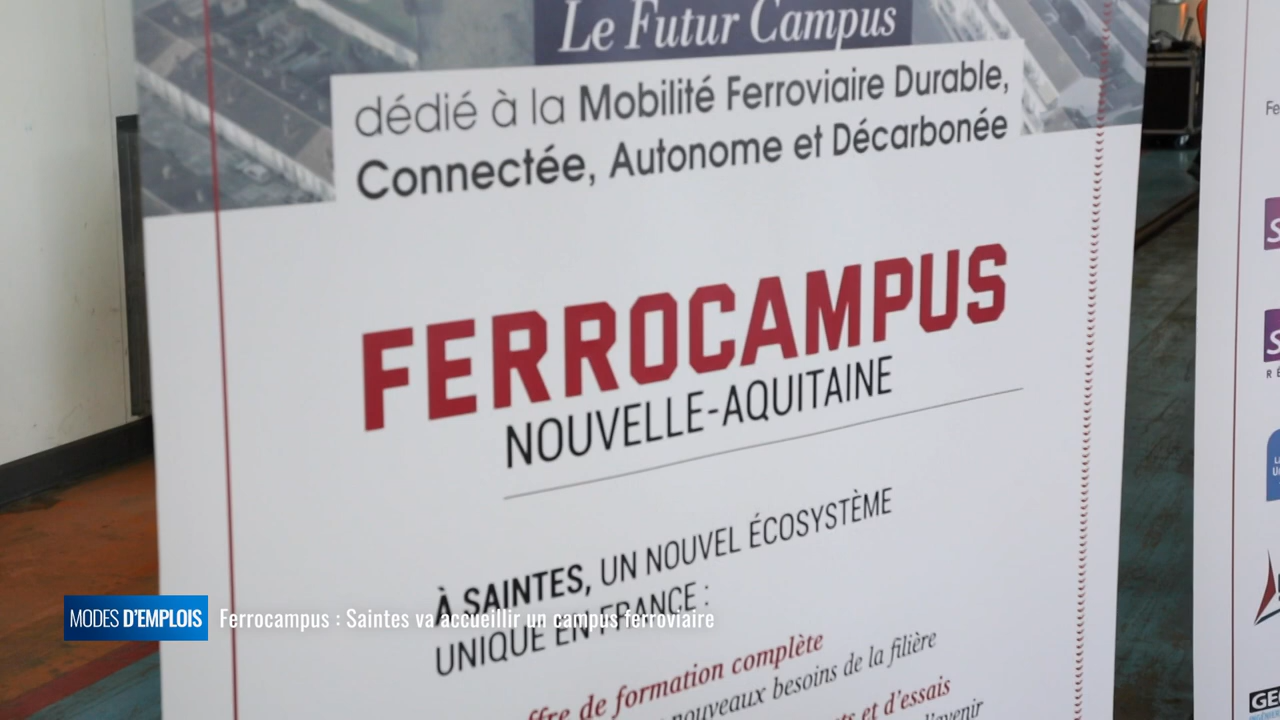 Le Futur Campus
dédié à la Mobilité Ferroviaire Durable,
Connectée, Autonome et Décarbonée
FERROCAMPUS
NOUVELLE-AQUITAINE
À SAINTES, UN NOUVEL ÉCOSYSTÈME
UNIQUE EN FRANCE :
de formation complète
nouveaux besoins de la filière
et d'essais
d'avenir
MODES D'EMPLOIS Ferrocampus : Saintes va accueillir un campus ferroviaire